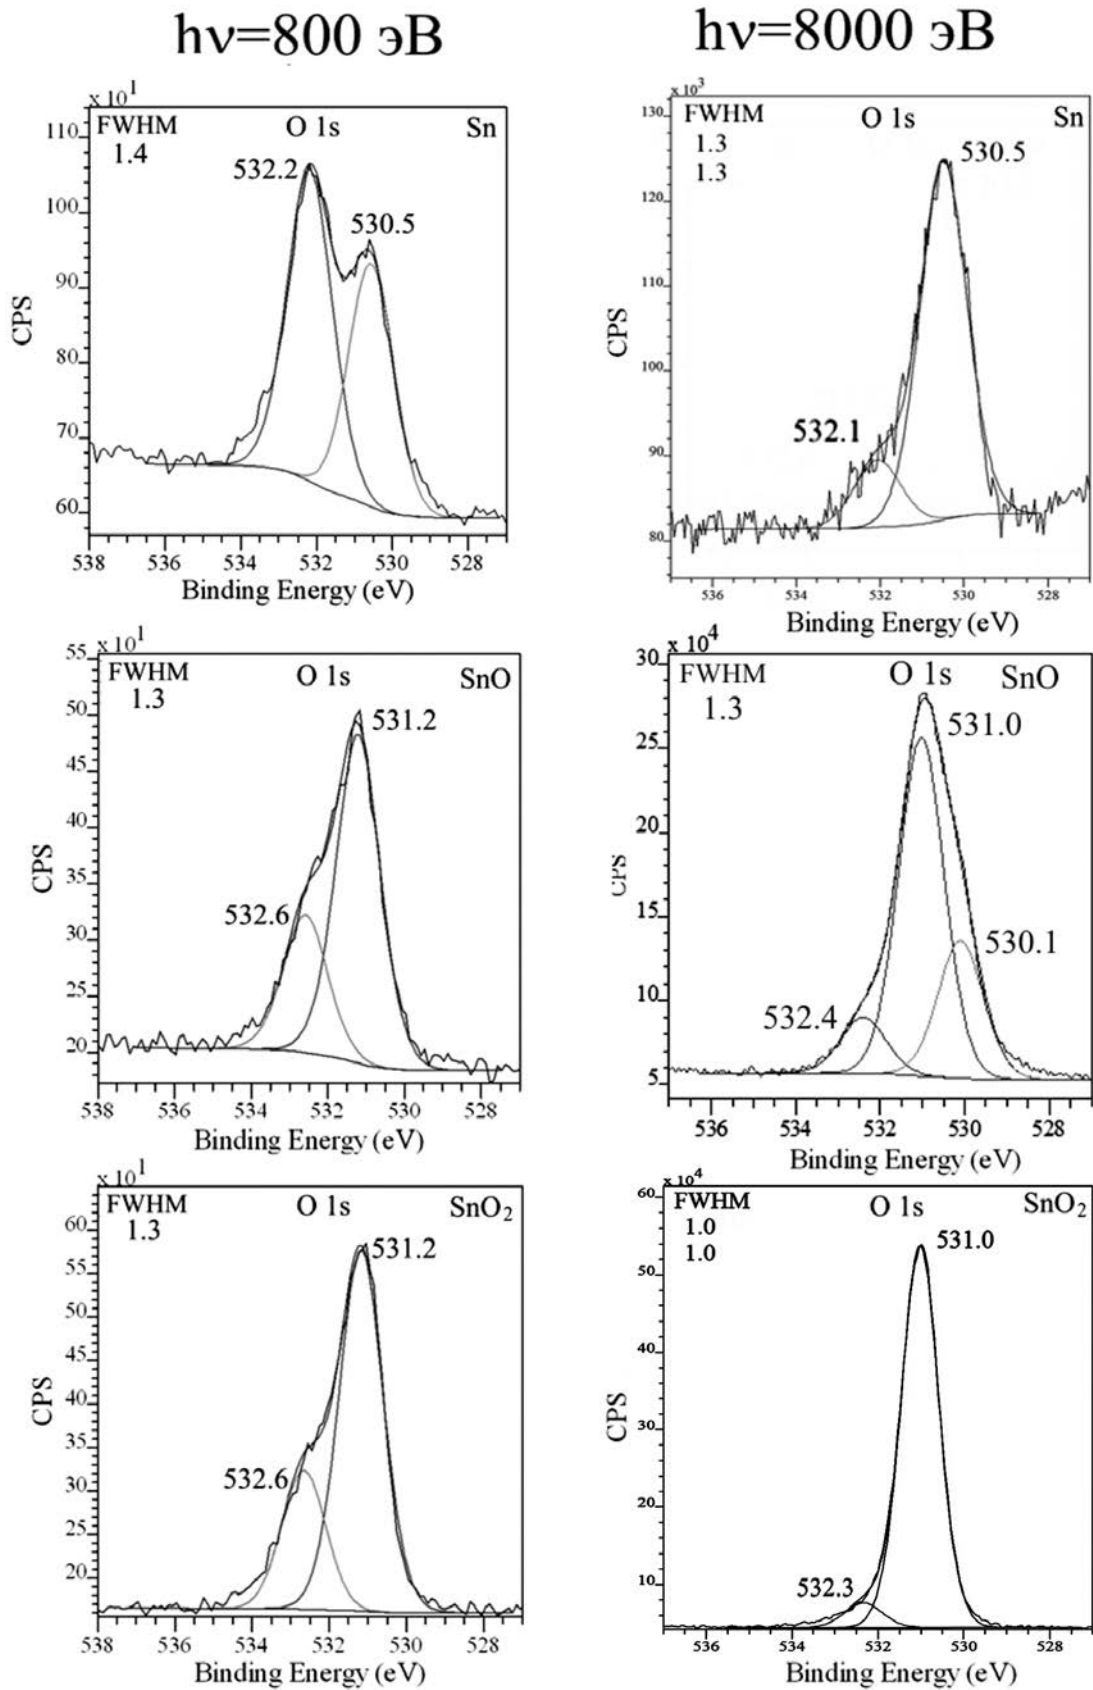 hν=800 эВ
hν=8000 эВ
x 10¹
FWHM
1.4
O 1s
Sn
532.2
530.5
110
100
90
80
70
60
CPS
538 536 534 532 530 528
Binding Energy (eV)
x 10³
FWHM
1.3
1.3
O 1s
Sn
530.5
532.1
130
120
110
100
90
80
CPS
536 534 532 530 528
Binding Energy (eV)
x 10¹
FWHM
1.3
O 1s
SnO
531.2
532.6
55
50
45
40
35
30
25
20
CPS
538 536 534 532 530 528
Binding Energy (eV)
x 10⁴
FWHM
1.3
O 1s
SnO
531.0
530.1
532.4
30
25
20
15
10
5
CPS
536 534 532 530 528
Binding Energy (eV)
x 10¹
FWHM
1.3
O 1s
SnO₂
531.2
532.6
60
55
50
45
40
35
30
25
20
CPS
538 536 534 532 530 528
Binding Energy (eV)
x 10⁴
FWHM
1.0
1.0
O 1s
SnO₂
531.0
532.3
60
50
40
30
20
10
CPS
536 534 532 530 528
Binding Energy (eV)